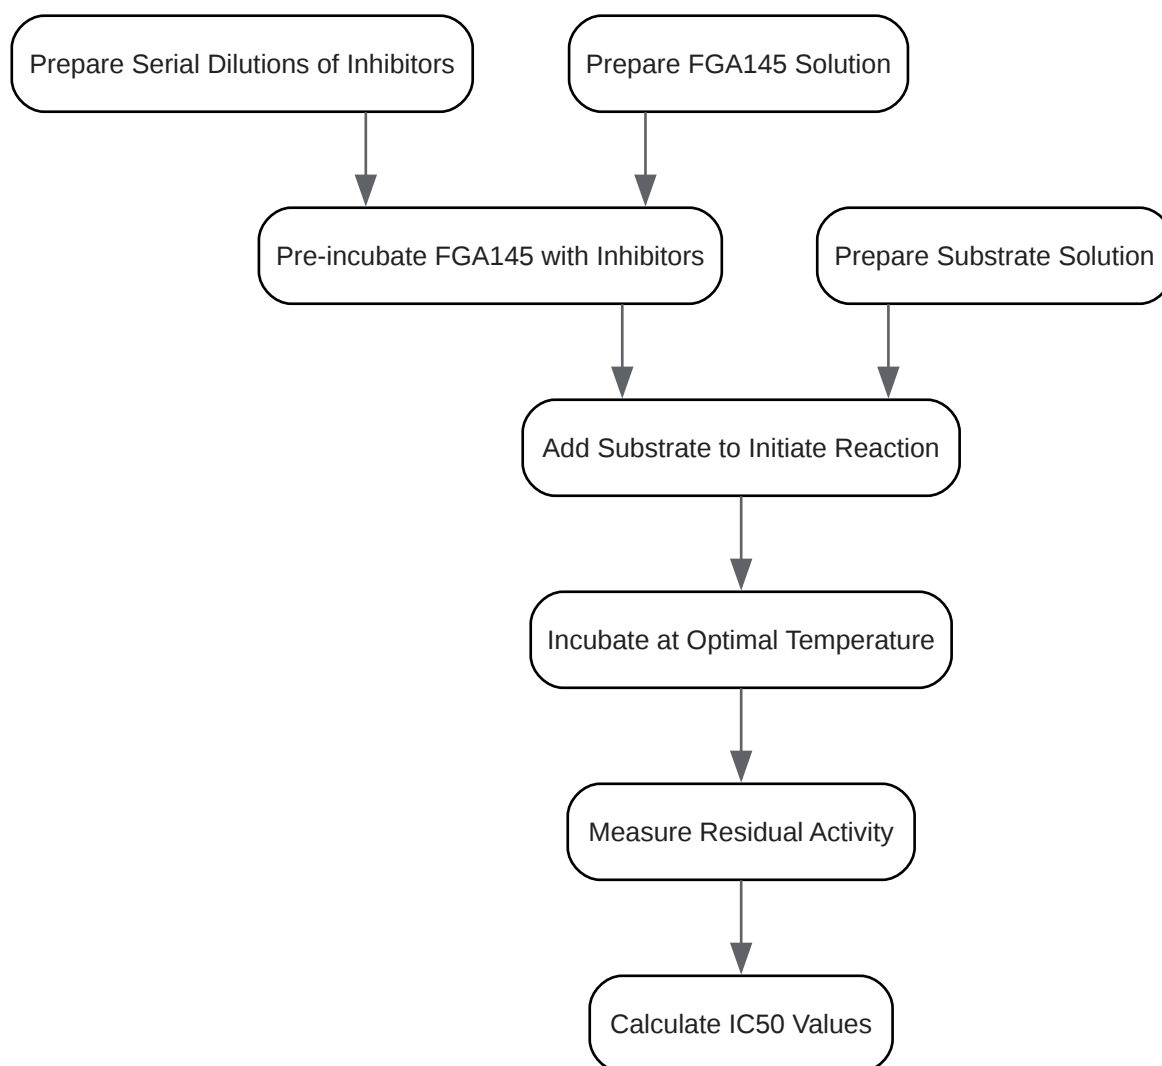 Prepare Serial Dilutions of Inhibitors
Prepare FGA145 Solution
Pre-incubate FGA145 with Inhibitors
Prepare Substrate Solution
Add Substrate to Initiate Reaction
Incubate at Optimal Temperature
Measure Residual Activity
Calculate IC50 Values